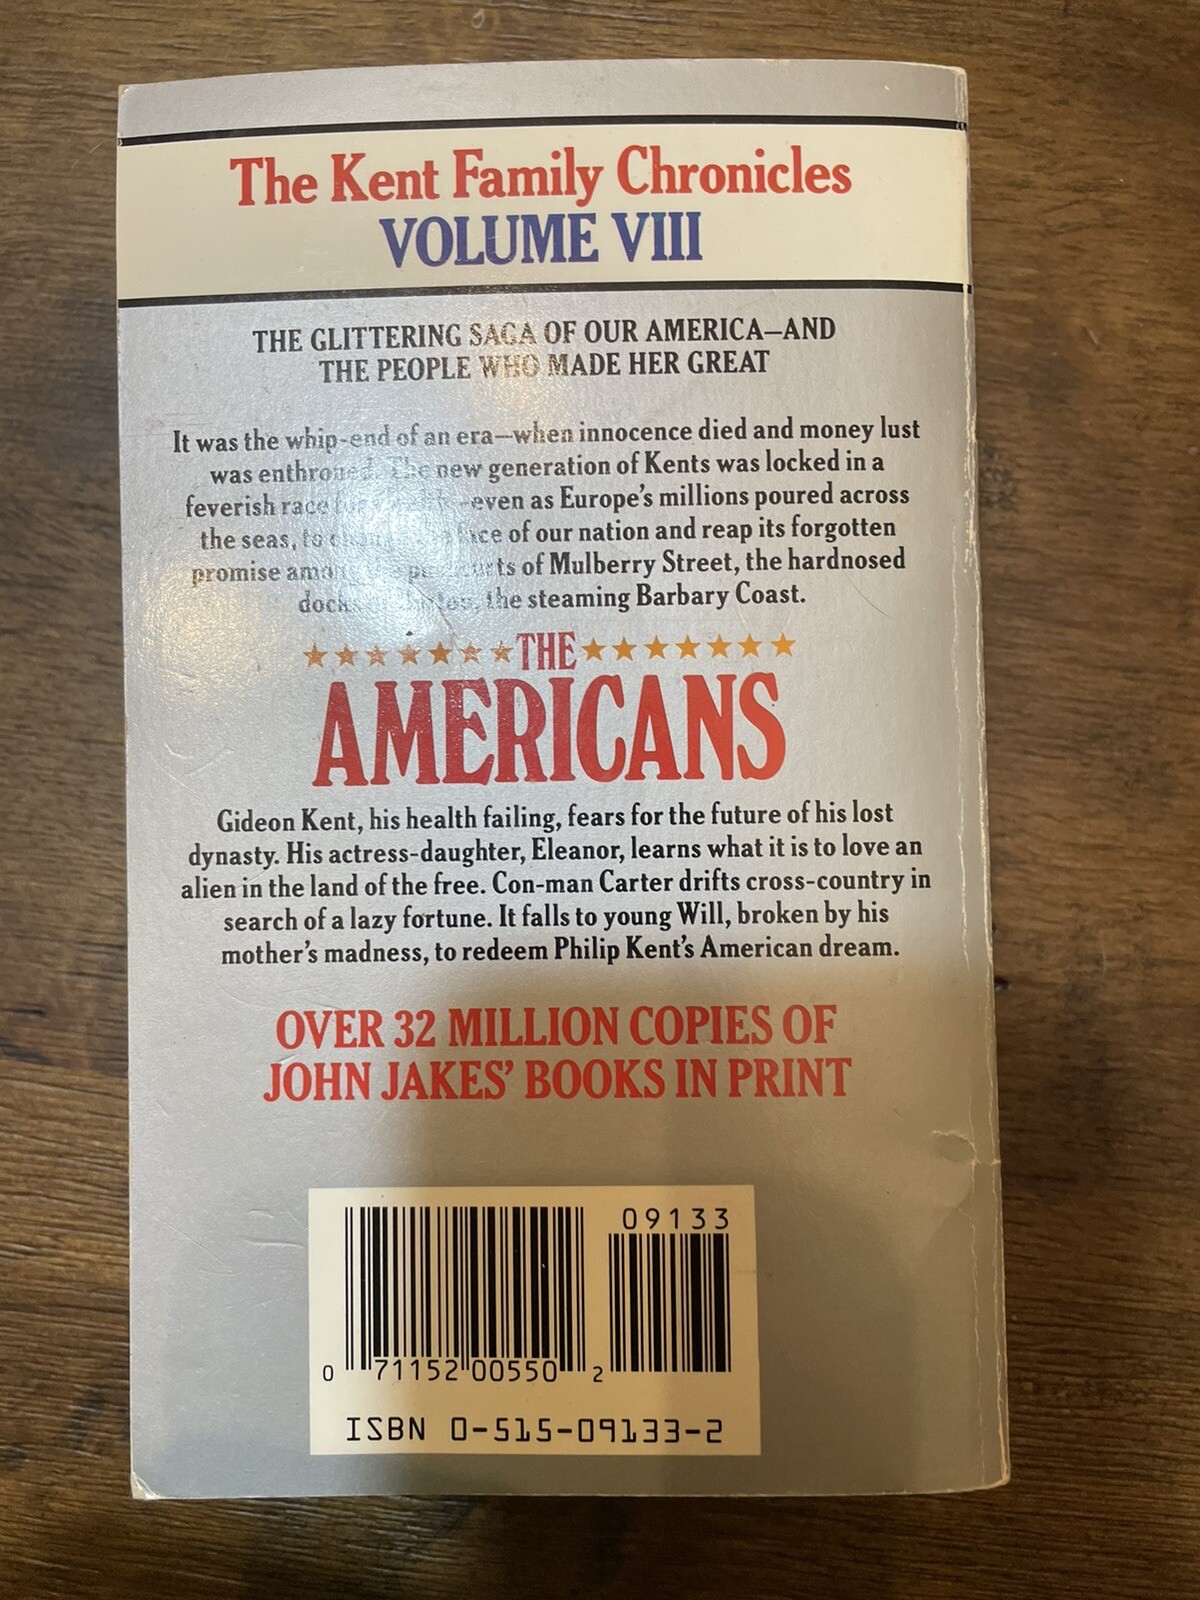 The Kent Family Chronicles
VOLUME VIII
THE GLITTERING SAGA OF OUR AMERICA—AND
THE PEOPLE WHO MADE HER GREAT
It was the whip-end of an era—when innocence died and money lust
was enthroned. The new generation of Kents was locked in a
feverish race —even as Europe's millions poured across
the seas, to change the face of our nation and reap its forgotten
promise among of Mulberry Street, the hardnosed
docks the steaming Barbary Coast.
★★★★★★★THE★★★★★★★
AMERICANS
Gideon Kent, his health failing, fears for the future of his lost
dynasty. His actress-daughter, Eleanor, learns what it is to love an
alien in the land of the free. Con-man Carter drifts cross-country in
search of a lazy fortune. It falls to young Will, broken by his
mother's madness, to redeem Philip Kent's American dream.
OVER 32 MILLION COPIES OF
JOHN JAKES' BOOKS IN PRINT
09133
0 71152 00550 2
ISBN 0-515-09133-2